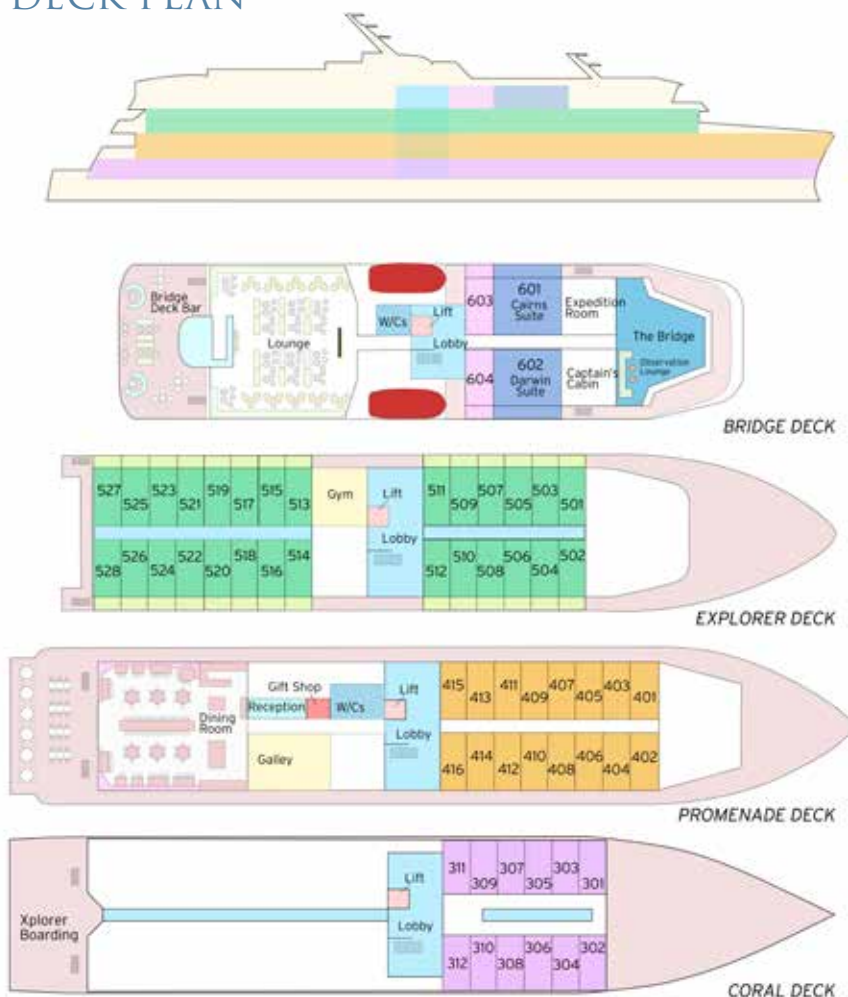 DECK PLAN
Bridge
Deck Bar
Lounge
W/Cs
Lift
Lobby
603
604
601
Cairns
Suite
602
Darwin
Suite
Expedition
Room
Captain's
Cabin
The Bridge
Observation
Lounge
BRIDGE DECK
527
525
523
521
519
517
515
513
528
526
524
522
520
518
516
514
Gym
Lift
Lobby
511
509
507
505
503
501
512
510
508
506
504
502
EXPLORER DECK
Dining
Room
Gift Shop
Reception
W/Cs
Galley
Lift
Lobby
415
413
411
409
407
405
403
401
416
414
412
410
408
406
404
402
PROMENADE DECK
Xplorer
Boarding
Lift
Lobby
311
309
307
305
303
301
312
310
308
306
304
302
CORAL DECK